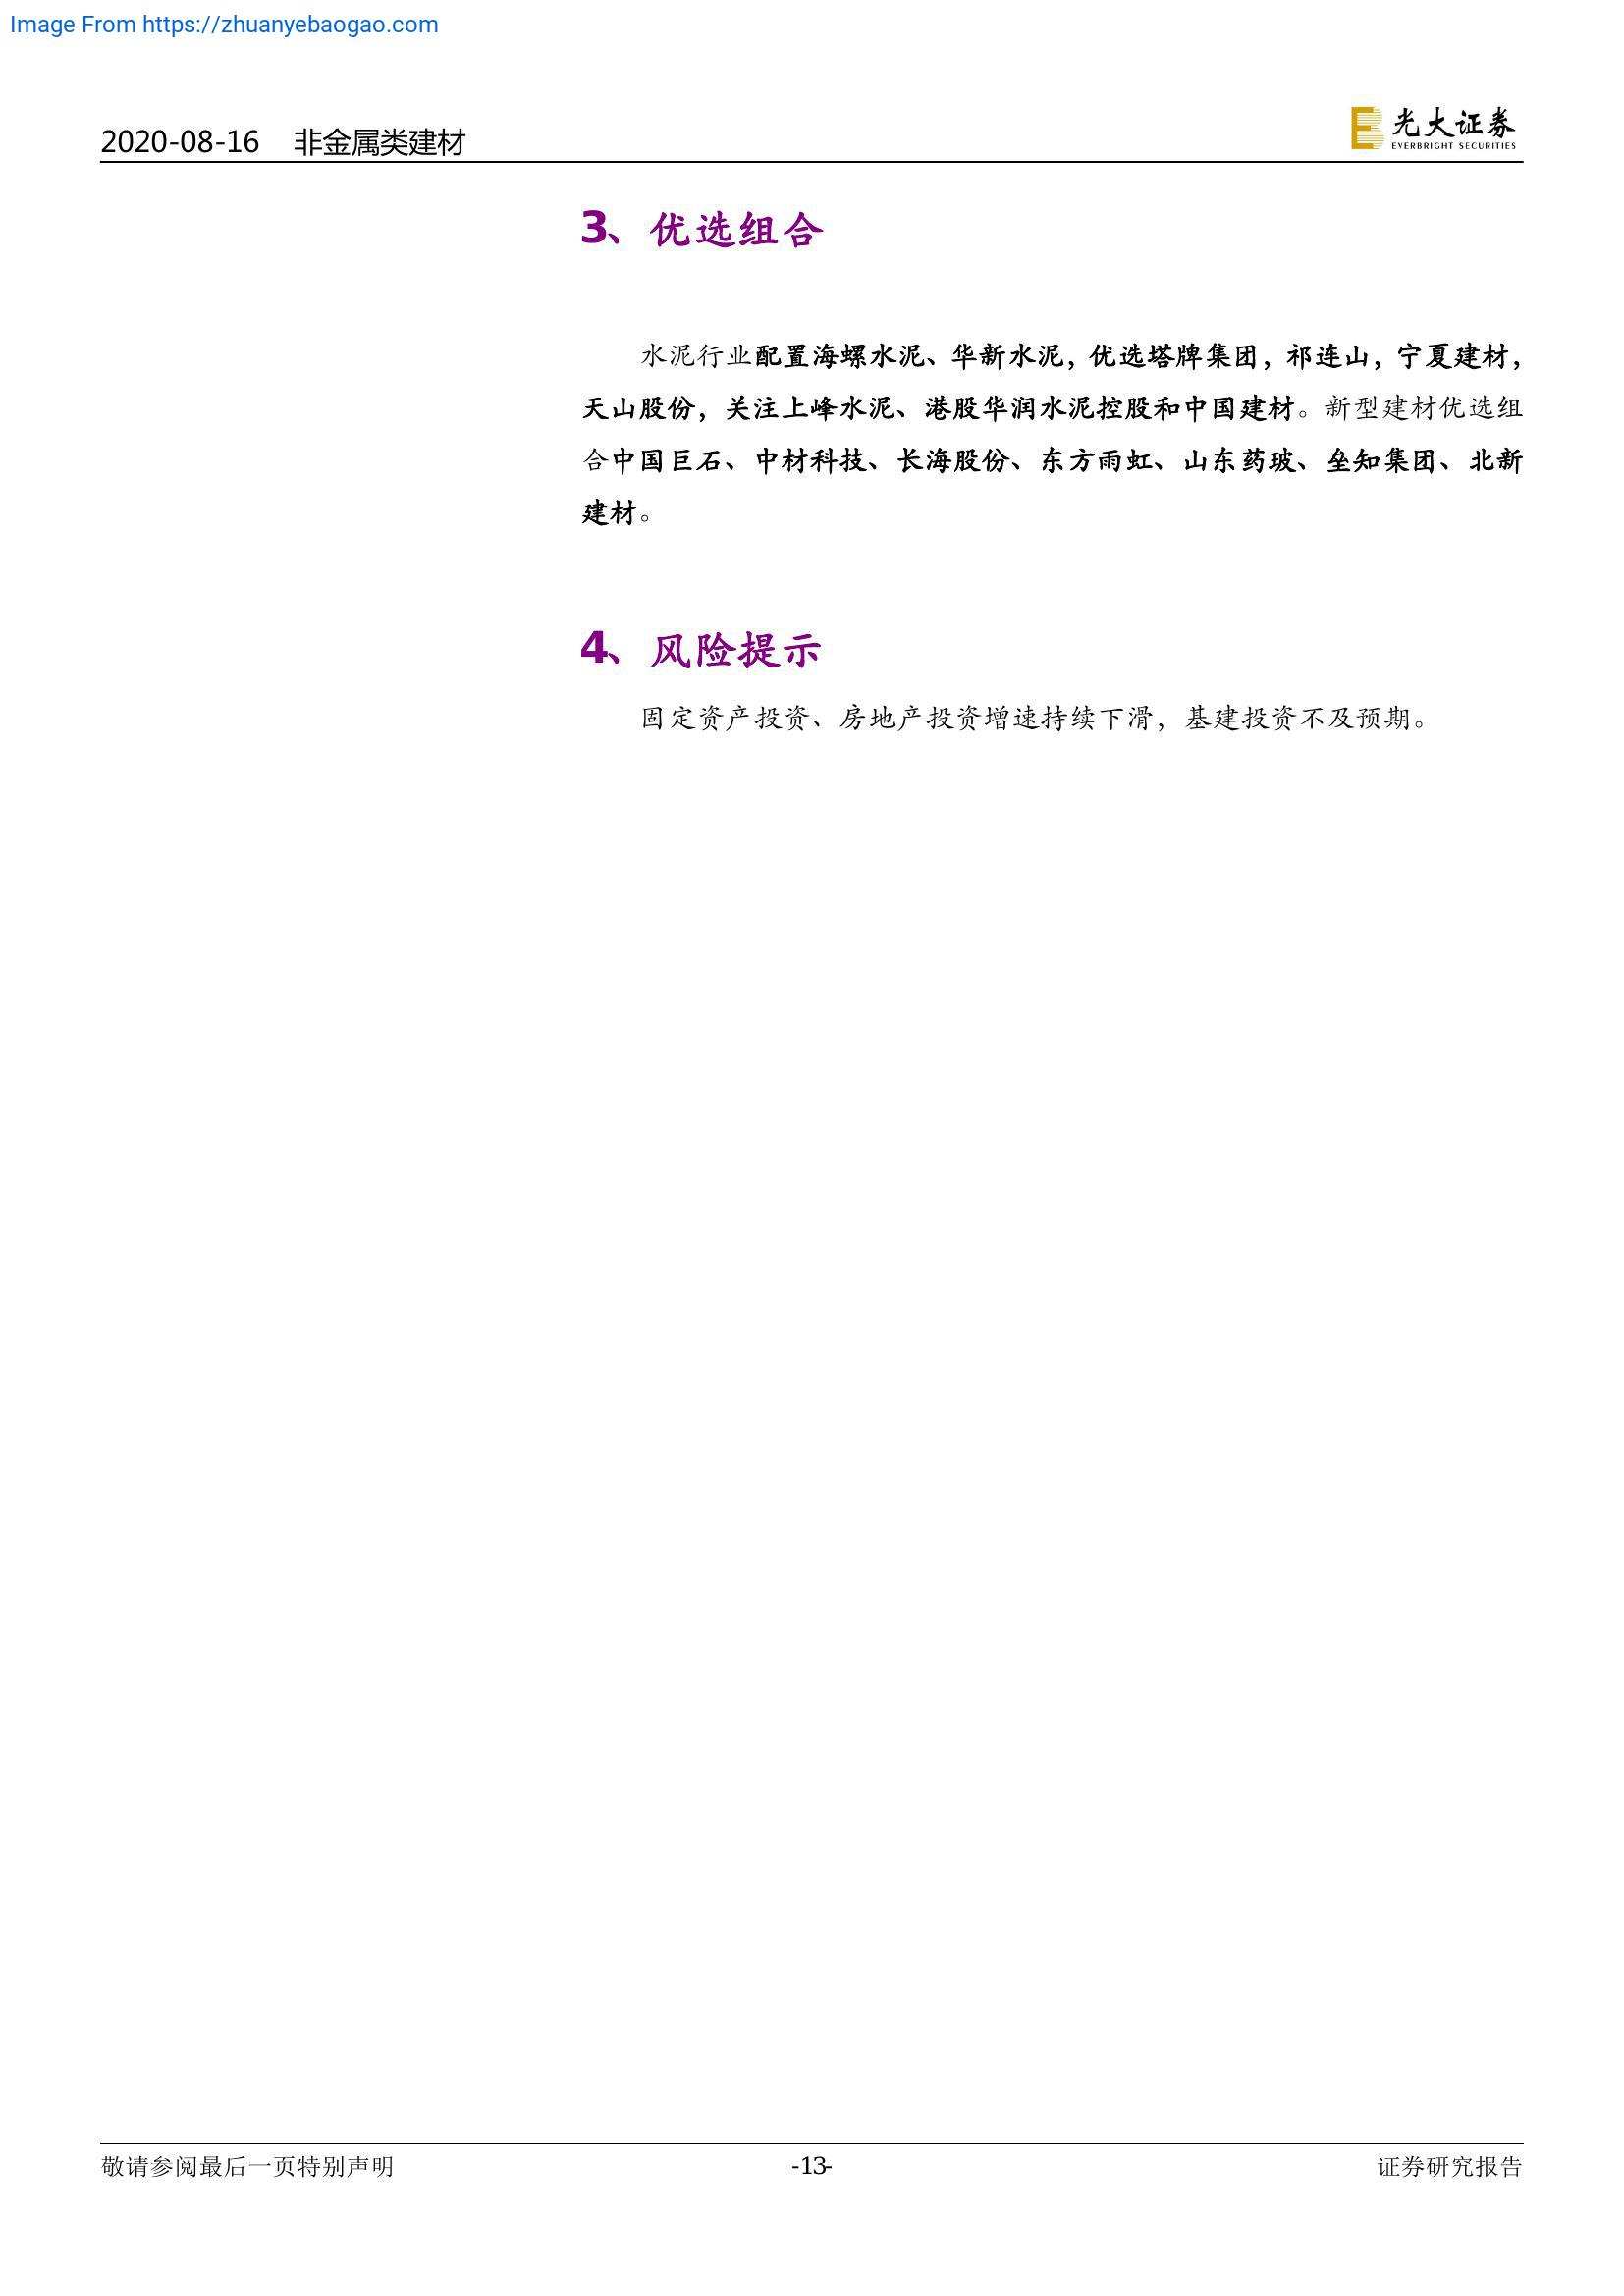 Image From https://zhuanyebaogao.com
2020-08-16 非金属类建材
光大证券
EVERBRIGHT SECURITIES
3、优选组合
水泥行业配置海螺水泥、华新水泥，优选塔牌集团，祁连山，宁夏建材，
天山股份，关注上峰水泥、港股华润水泥控股和中国建材。新型建材优选组
合中国巨石、中材科技、长海股份、东方雨虹、山东药玻、垒知集团、北新
建材。
4、风险提示
固定资产投资、房地产投资增速持续下滑，基建投资不及预期。
敬请参阅最后一页特别声明 -13- 证券研究报告